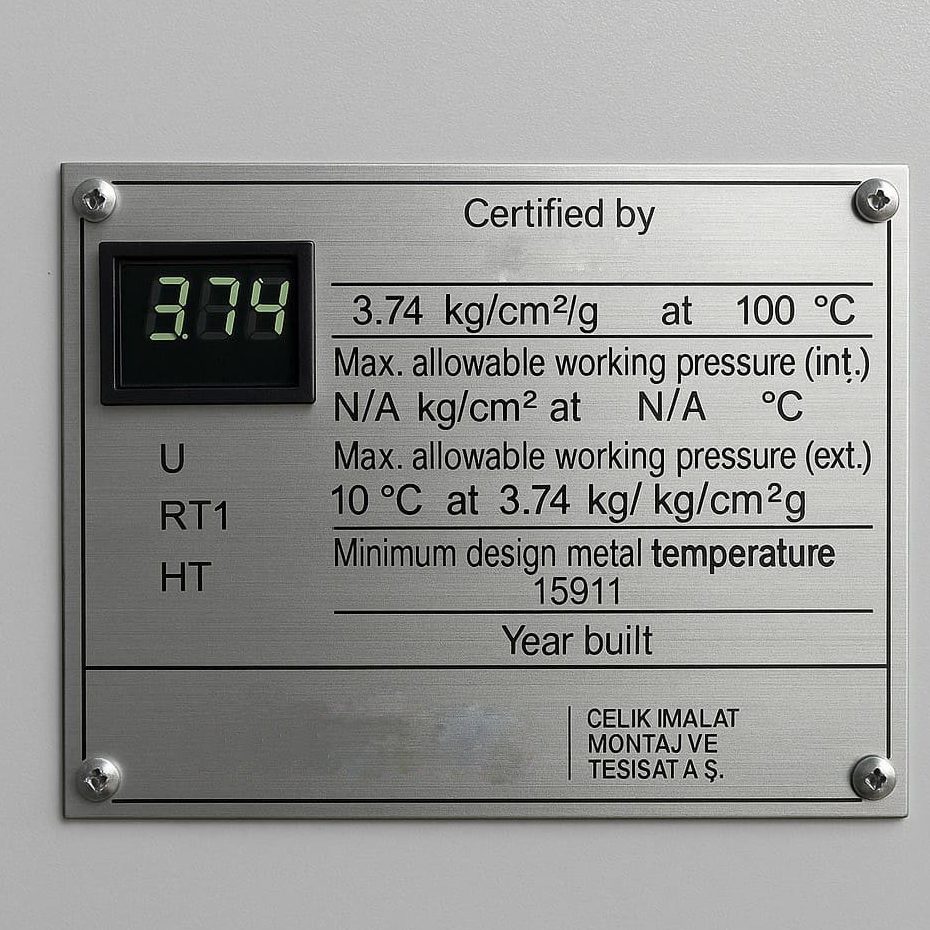 Certified by
3.74
3.74 kg/cm²/g at 100 °C
Max. allowable working pressure (int.)
N/A kg/cm² at N/A °C
Max. allowable working pressure (ext.)
10 °C at 3.74 kg/ kg/cm²g
Minimum design metal temperature
15911
Year built
U
RT1
HT
CELIK IMALAT
MONTAJ VE
TESISAT A Ş.